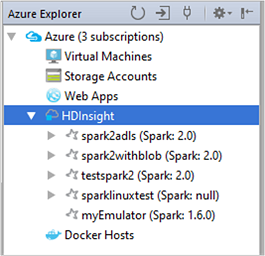 Azure Explorer
Azure (3 subscriptions)
Virtual Machines
Storage Accounts
Web Apps
HDInsight
spark2adls (Spark: 2.0)
spark2withblob (Spark: 2.0)
testspark2 (Spark: 2.0)
sparklinuxtest (Spark: null)
myEmulator (Spark: 1.6.0)
Docker Hosts